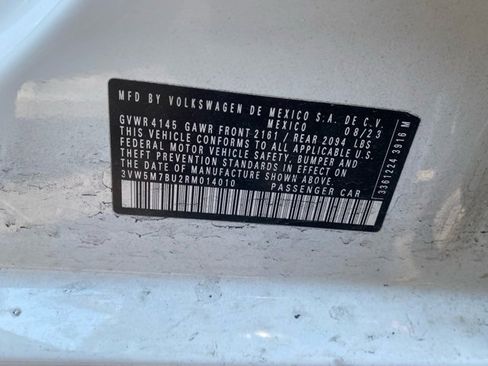 MFD BY VOLKSWAGEN DE MEXICO S.A. DE C.V.
MEXICO 08/23
GVWR 4145 GAWR FRONT 2161 / REAR 2094 LBS
THIS VEHICLE CONFORMS TO ALL APPLICABLE U.S.
FEDERAL MOTOR VEHICLE SAFETY, BUMPER AND
THEFT PREVENTION STANDARDS IN EFFECT ON
THE DATE OF MANUFACTURE SHOWN ABOVE.
3VW5M7BU2RM014010 PASSENGER CAR
3361224 3916 M